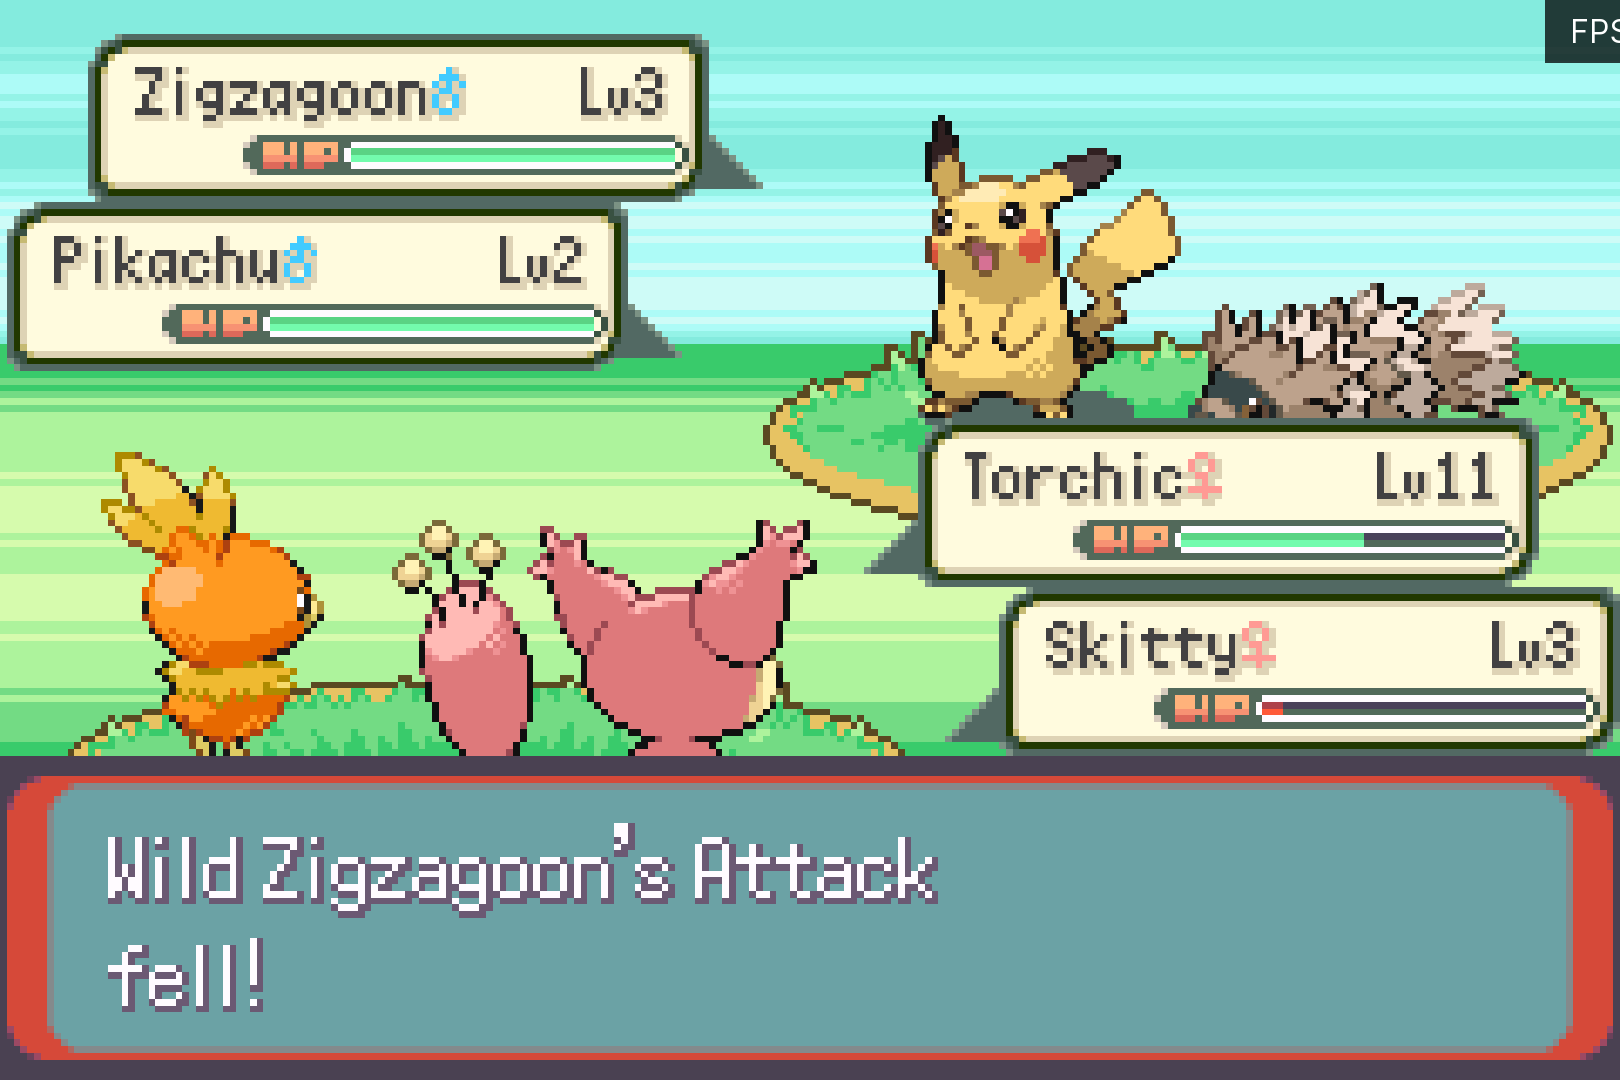 FPS
Zigzagoon♂ Lv3
HP
Pikachu♂ Lv2
HP
Torchic♀ Lv11
HP
Skitty♀ Lv3
HP
Wild Zigzagoon's Attack
fell!